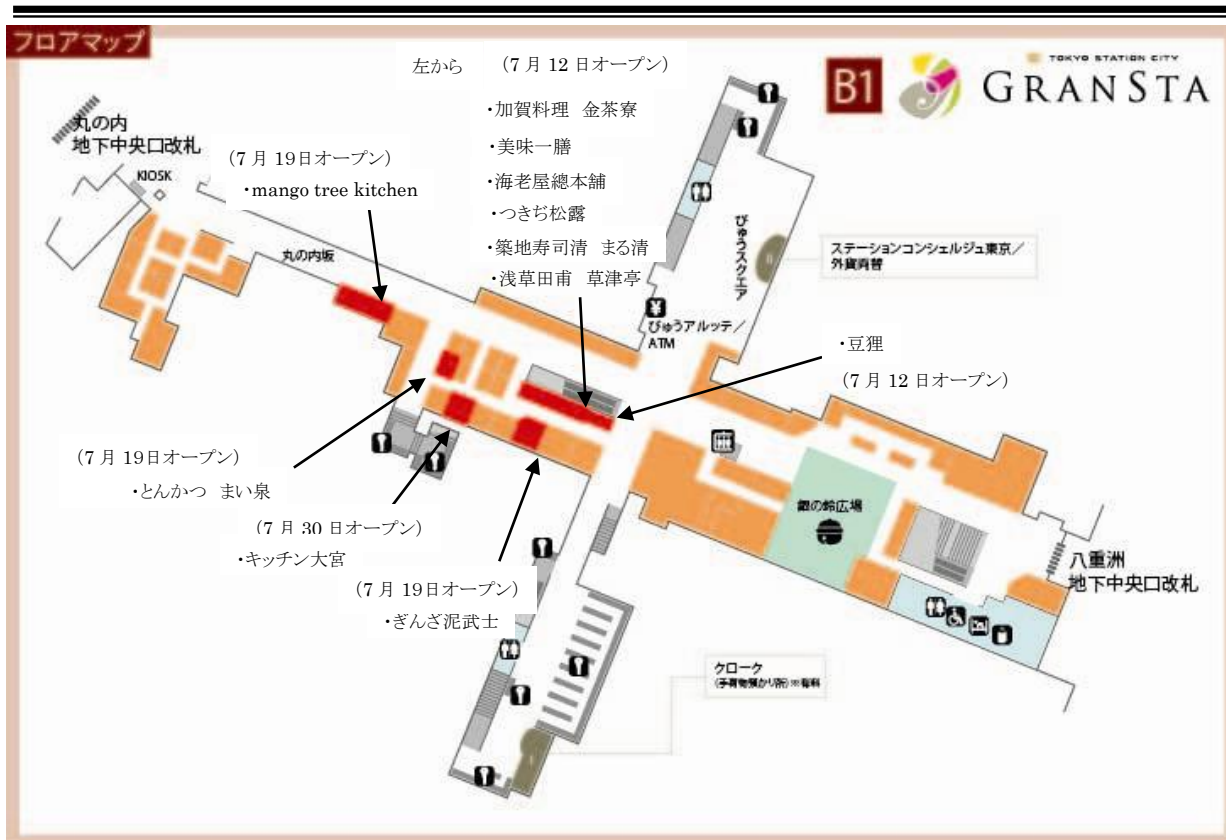 フロアマップ
B1
TOKYO STATION CITY
GRANSTA
左から (7月12日オープン)
・加賀料理 金茶寮
・美味一膳
・海老屋總本舗
・つきぢ松露
・築地寿司清 まる清
・浅草田甫 草津亭
丸の内
地下中央口改札
KIOSK
(7月19日オープン)
・mango tree kitchen
丸の内坂
びゅうスクエア
ステーションコンシェルジュ東京/
外貨両替
びゅうアルッテ/
ATM
・豆狸
(7月12日オープン)
(7月19日オープン)
・とんかつ まい泉
(7月30日オープン)
・キッチン大宮
(7月19日オープン)
・ぎんざ泥武士
銀の鈴広場
八重洲
地下中央口改札
クローク
(手荷物預かり所)※有料